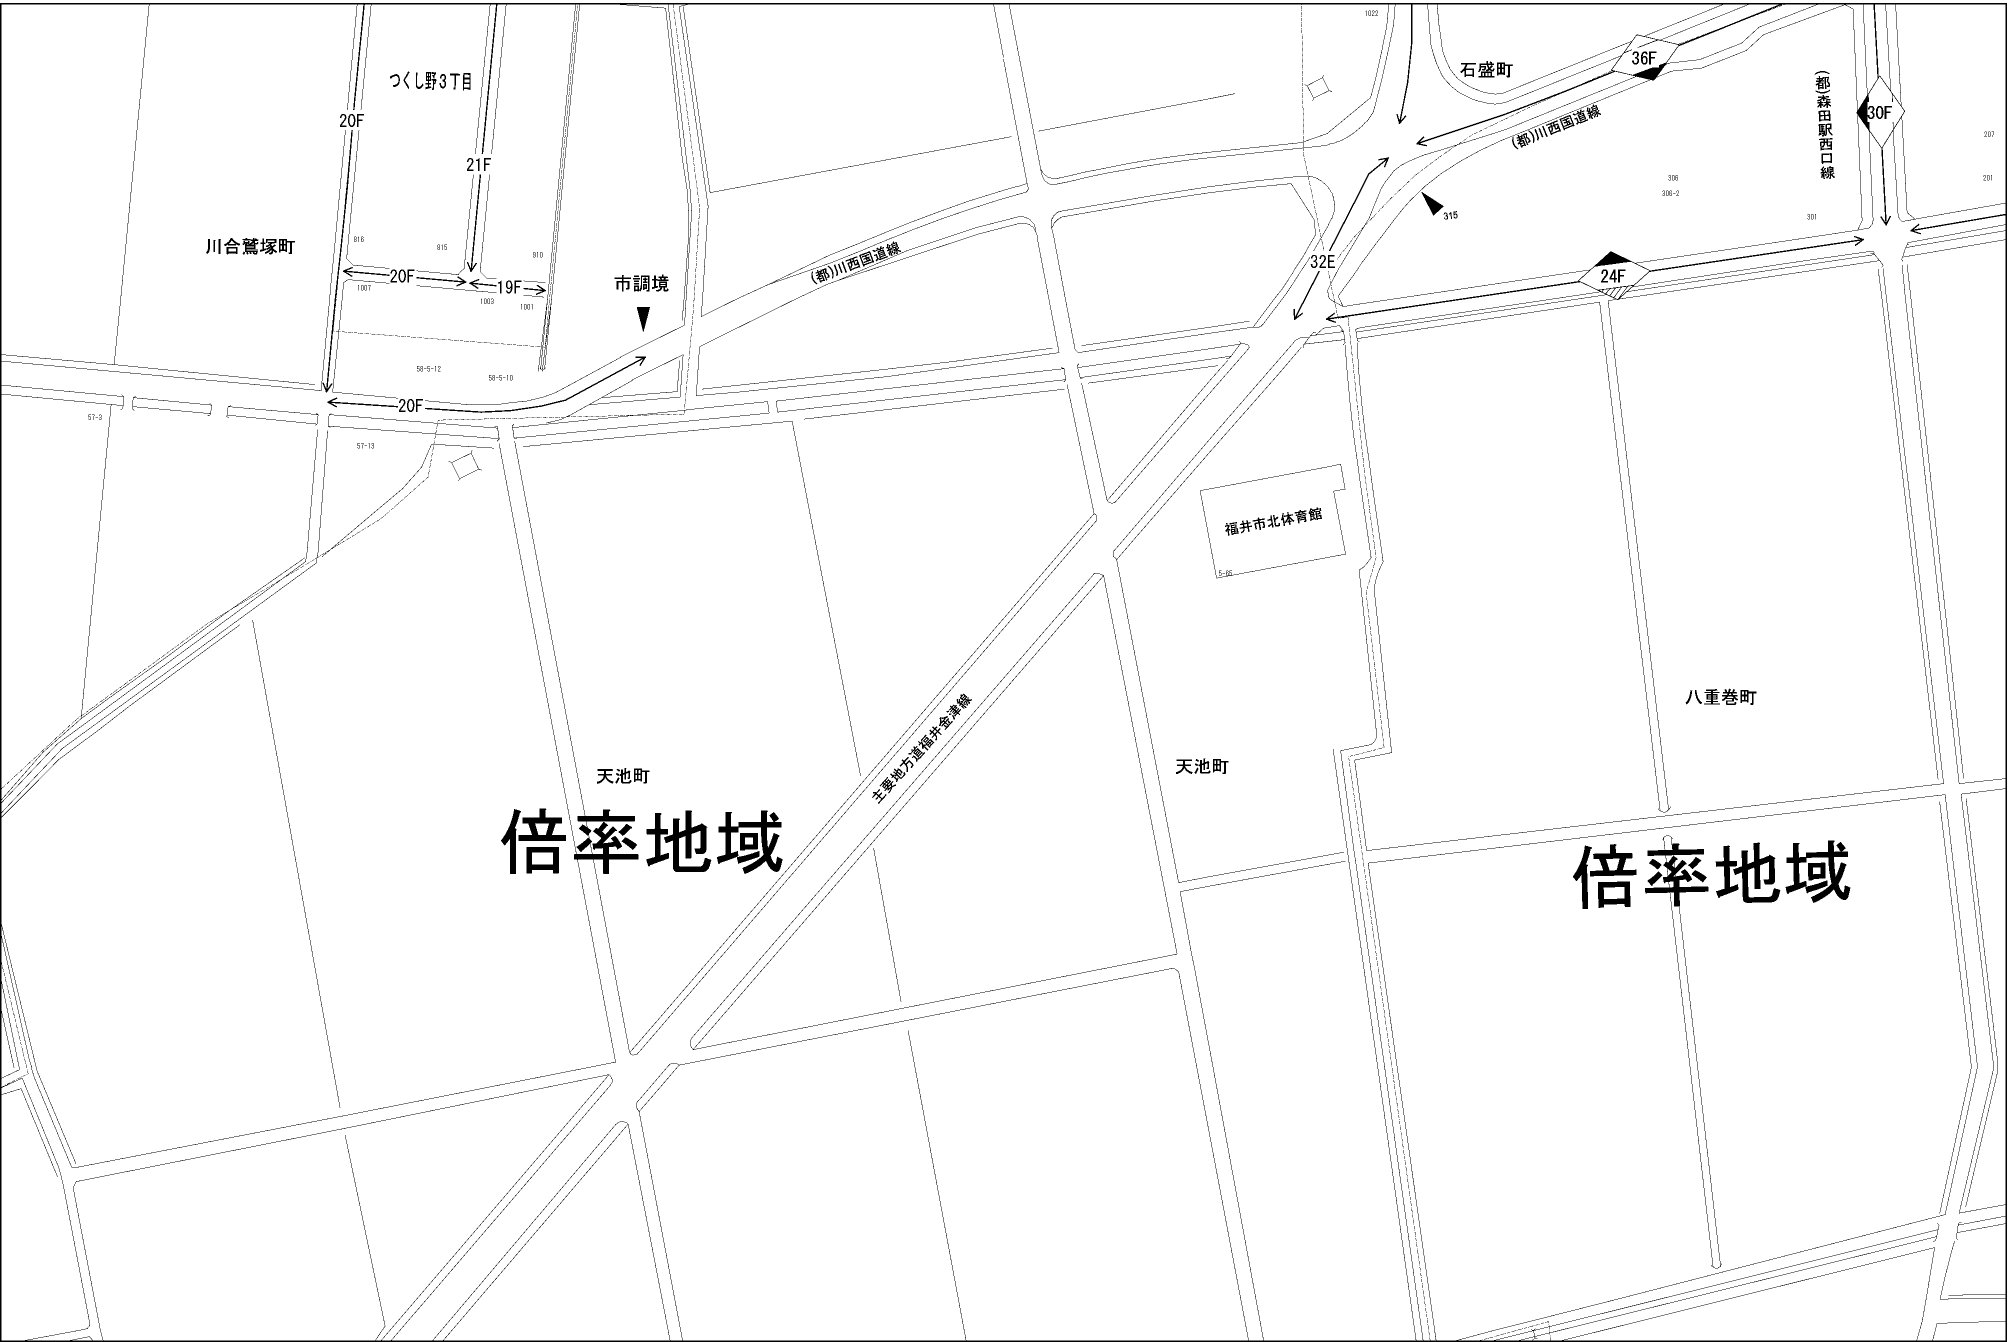 1022
石盛町
36F
つくし野3丁目
(都)森田駅西口線
20F
30F
(都)川西国道線
207
21F
306
201
306-2
315
301
816
川合鷲塚町
815
910
(都)川西国道線
32E
20F
24F
市調境
19F
1007
1003
1001
58-5-12
58-5-10
20F
57-3
57-13
福井市北体育館
5-65
八重巻町
主要地方道福井金津線
天池町
天池町
倍率地域
倍率地域